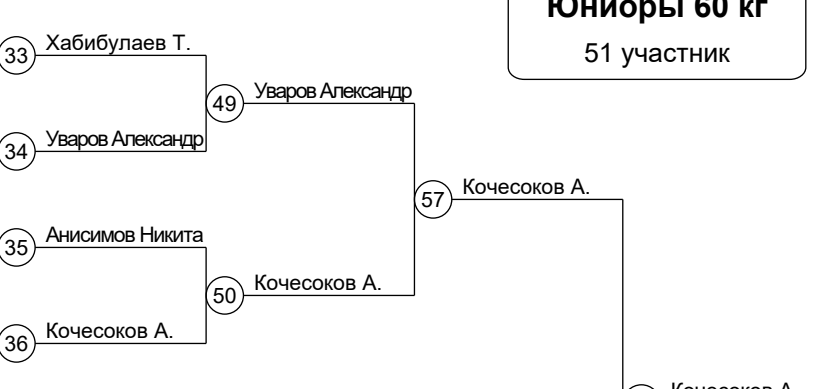 Юниоры 60 кг
51 участник
33 Хабибулаев Т.
49 Уваров Александр
34 Уваров Александр
57 Кочесоков А.
35 Анисимов Никита
50 Кочесоков А.
36 Кочесоков А.
Кочесоков А.